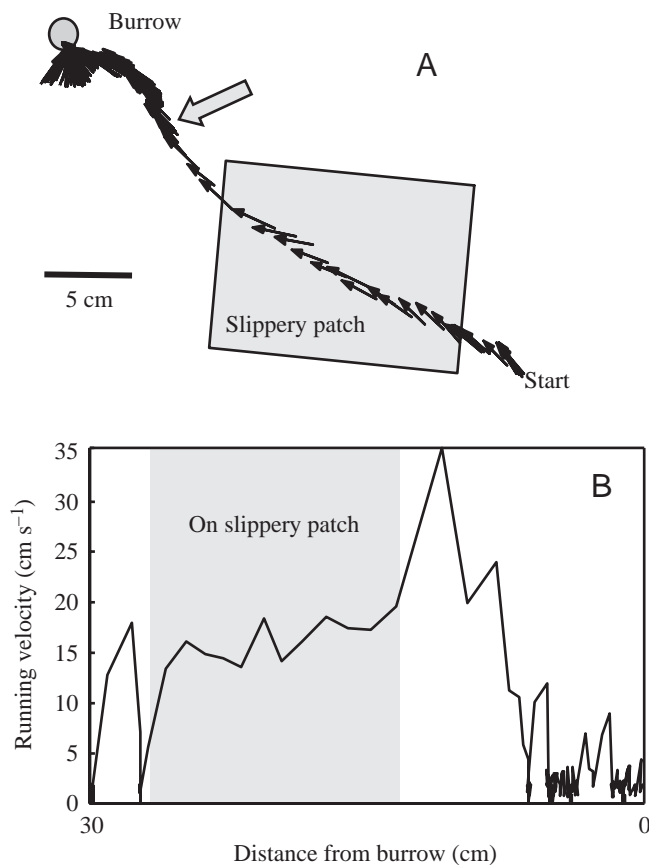 Burrow
A
5 cm
Slippery patch
Start
35
B
30
On slippery patch
25
20
15
10
5
0
Running velocity (cm s⁻¹)
30
0
Distance from burrow (cm)